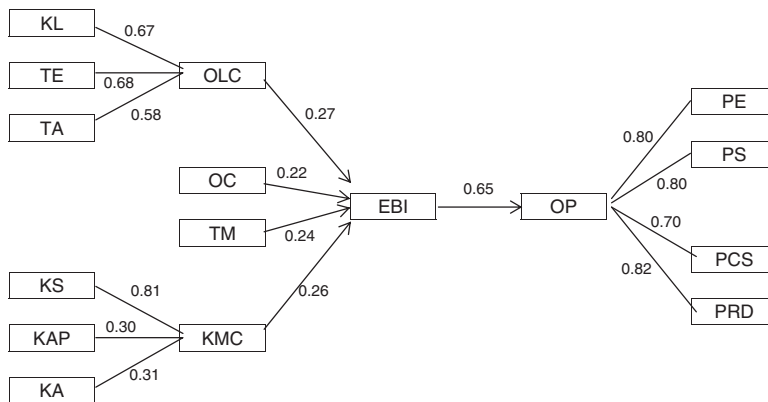 KL
0.67
TE
0.68
OLC
PE
TA
0.58
0.27
0.80
PS
OC
0.22
0.80
EBI
0.65
OP
TM
0.24
0.70
PCS
KS
0.81
0.26
0.82
PRD
KAP
0.30
KMC
KA
0.31